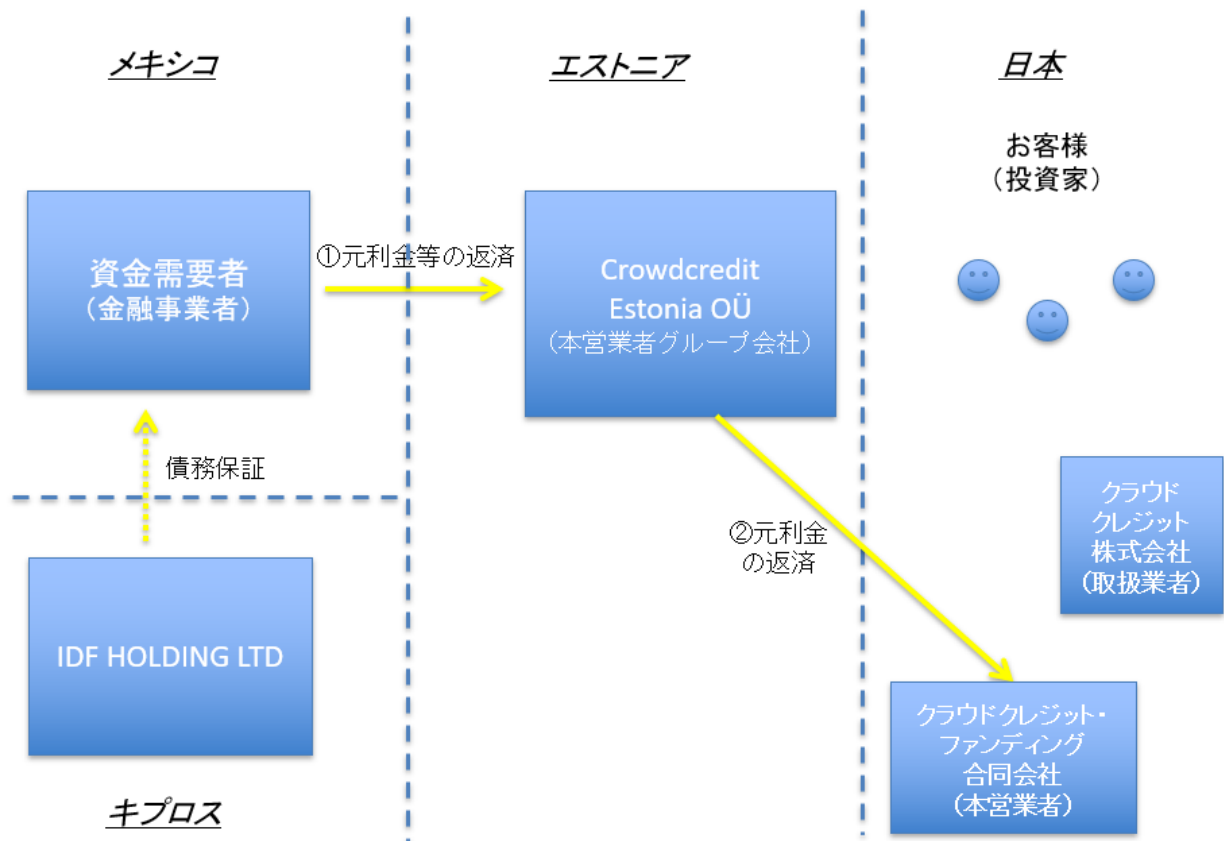 メキシコ
エストニア
日本
お客様
（投資家）
資金需要者
（金融事業者）
①元利金等の返済
Crowdcredit
Estonia OÜ
（本営業者グループ会社）
債務保証
クラウド
クレジット
株式会社
（取扱業者）
②元利金
の返済
IDF HOLDING LTD
クラウドクレジット・
ファンディング
合同会社
（本営業者）
キプロス